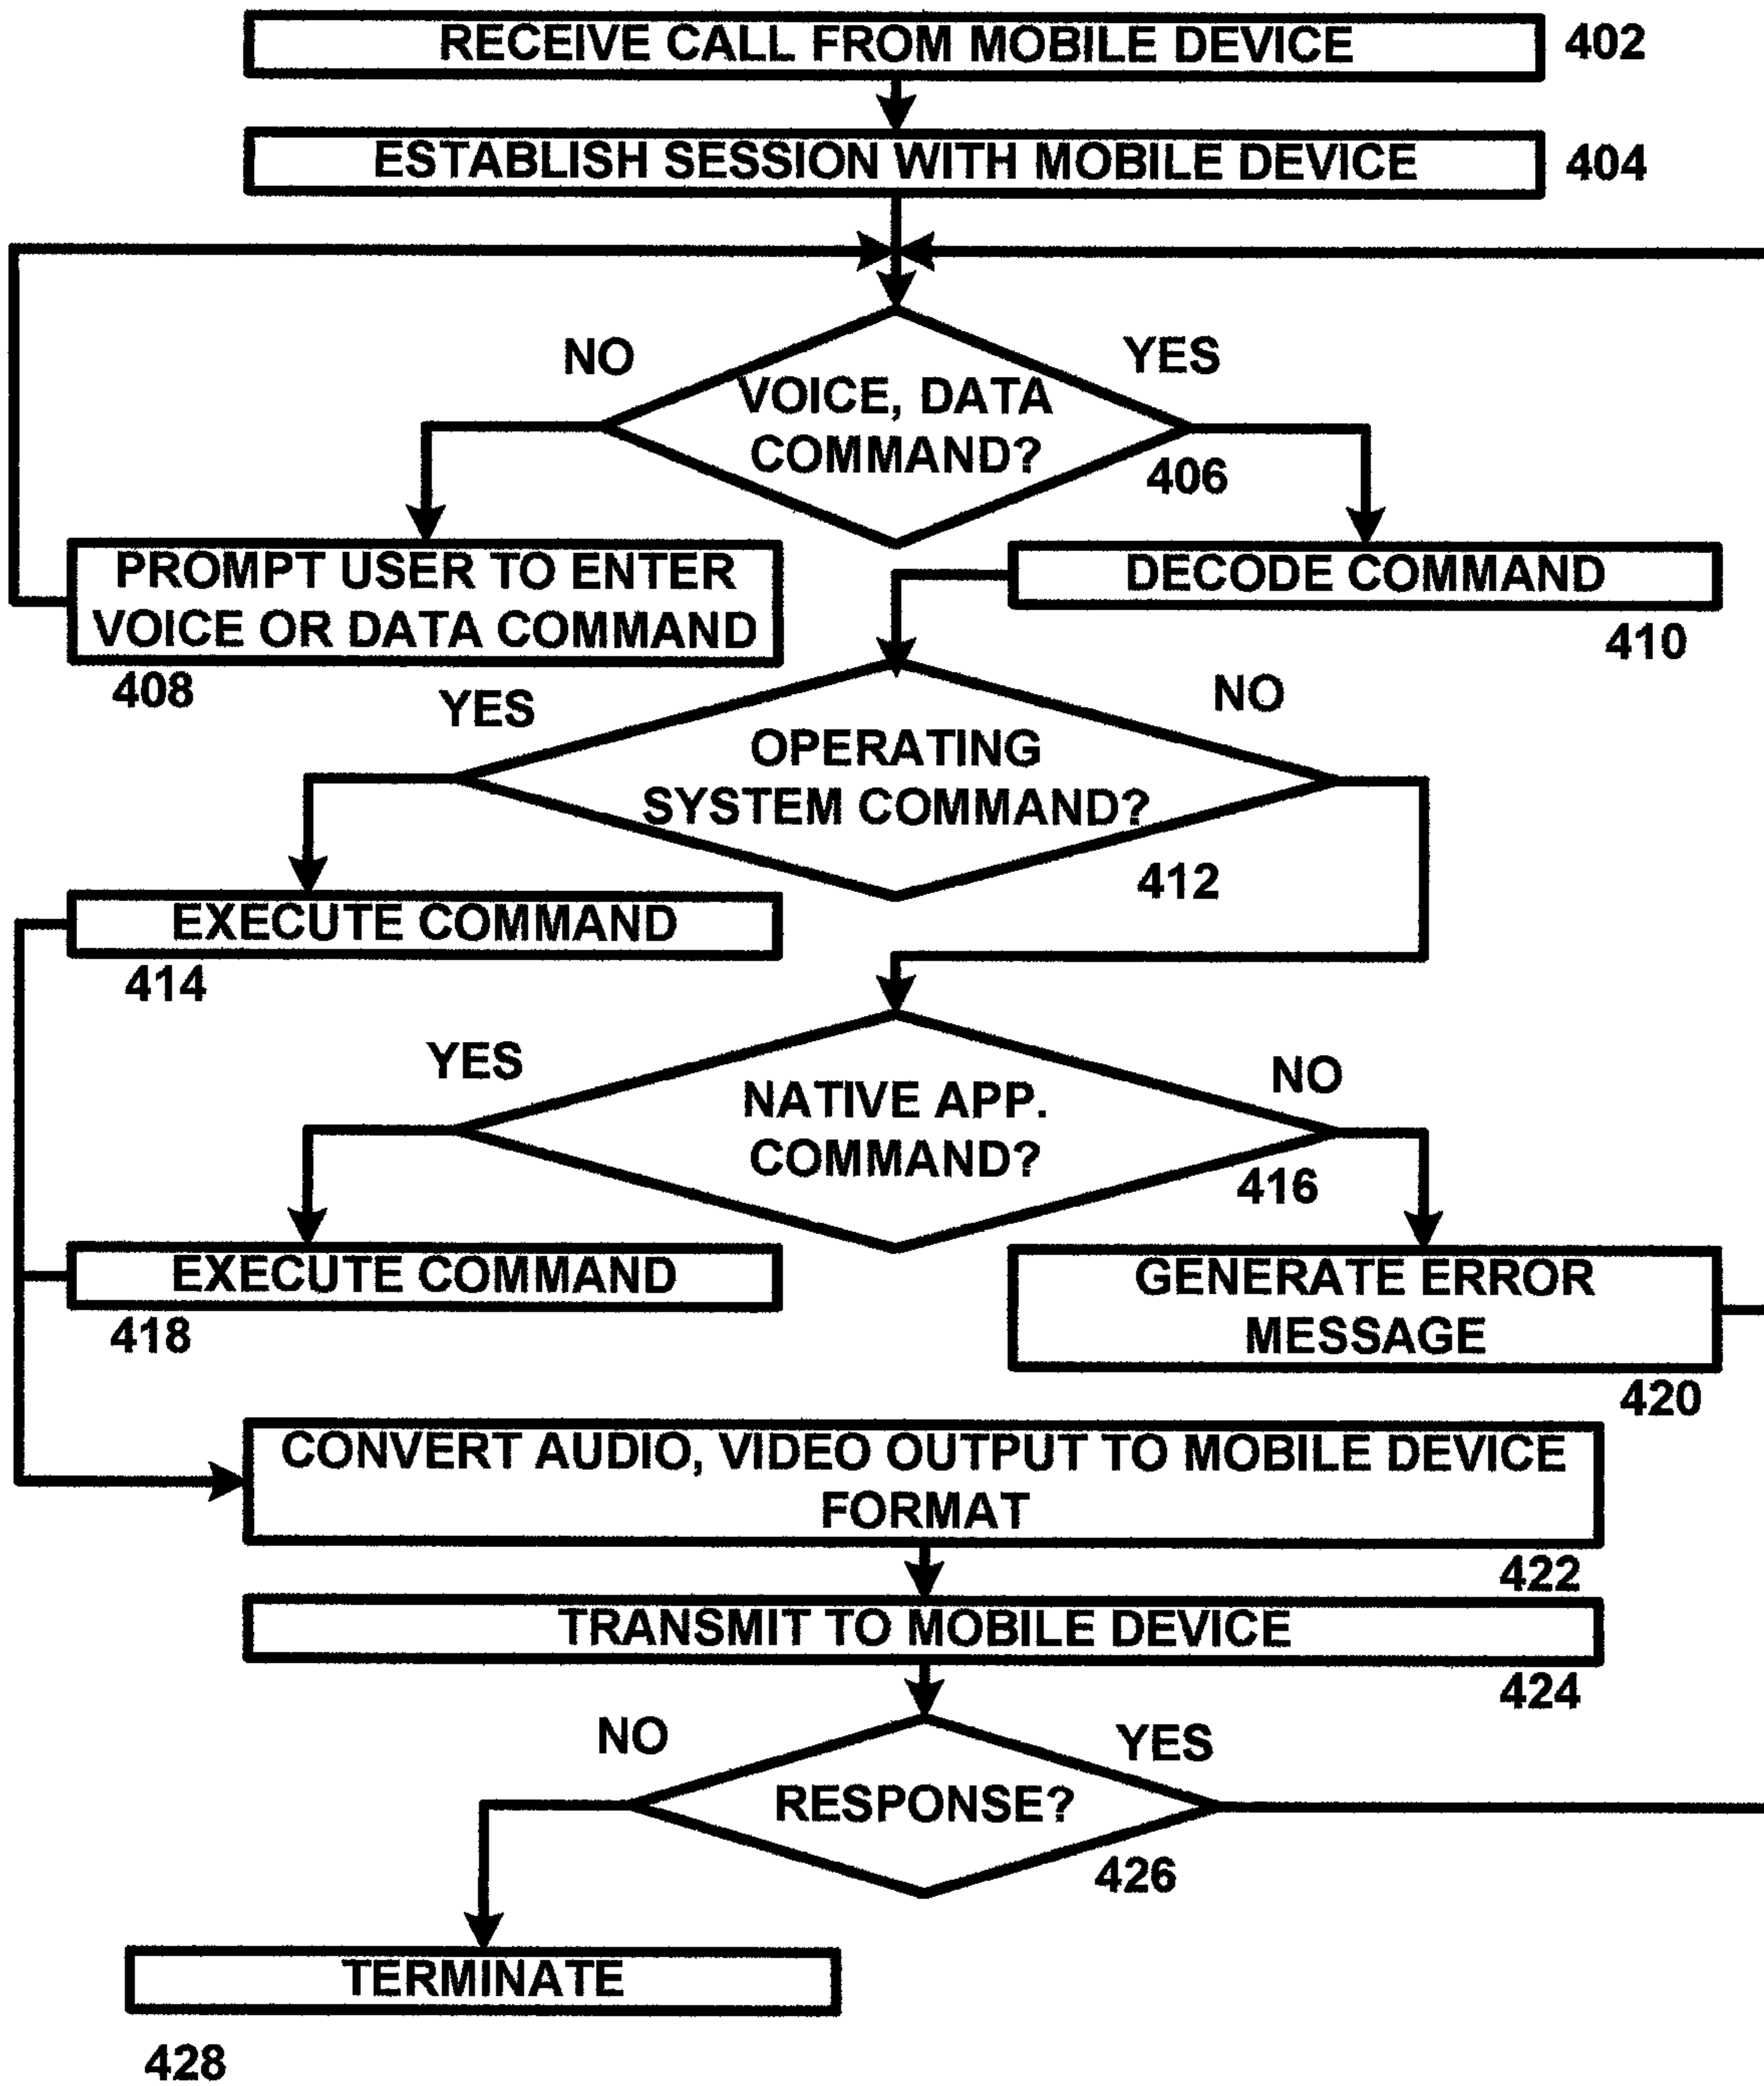 RECEIVE CALL FROM MOBILE DEVICE
402
ESTABLISH SESSION WITH MOBILE DEVICE
404
NO
YES
VOICE, DATA
COMMAND?
406
PROMPT USER TO ENTER
VOICE OR DATA COMMAND
408
DECODE COMMAND
410
YES
NO
OPERATING
SYSTEM COMMAND?
412
EXECUTE COMMAND
414
YES
NO
NATIVE APP.
COMMAND?
416
EXECUTE COMMAND
418
GENERATE ERROR
MESSAGE
420
CONVERT AUDIO, VIDEO OUTPUT TO MOBILE DEVICE
FORMAT
422
TRANSMIT TO MOBILE DEVICE
424
NO
YES
RESPONSE?
426
TERMINATE
428